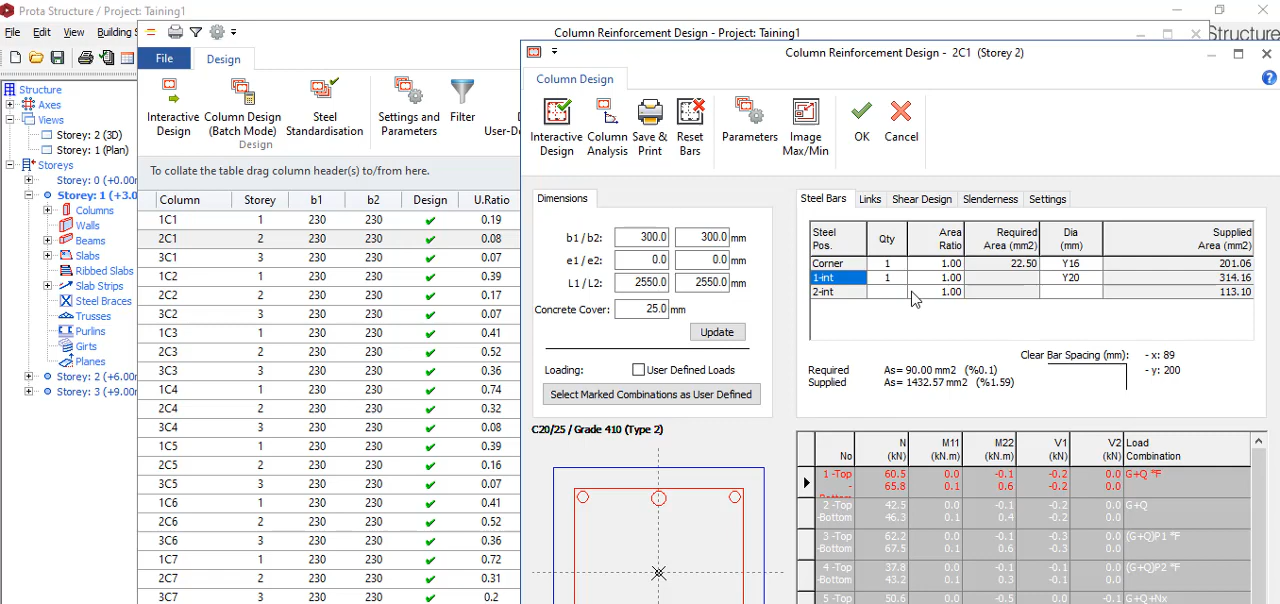 Prota Structure / Project: Taining1
File Edit View Building
Structure
Structure
Axes
Views
Storey: 2 (3D)
Storey: 1 (Plan)
Storeys
Storey: 0 (+0.00
Storey: 1 (+3.0
Columns
Walls
Beams
Slabs
Ribbed Slabs
Slab Strips
Steel Braces
Trusses
Purlins
Girts
Planes
Storey: 2 (+6.00
Storey: 3 (+9.00
Column Reinforcement Design - Project: Taining1
File Design
Interactive Design
Column Design (Batch Mode)
Steel Standardisation
Settings and Parameters
Filter
User-D
Design
To collate the table drag column header(s) to/from here.
Column Storey b1 b2 Design U.Ratio
1C1 1 230 230 0.19
2C1 2 230 230 0.08
3C1 3 230 230 0.07
1C2 1 230 230 0.39
2C2 2 230 230 0.17
3C2 3 230 230 0.07
1C3 1 230 230 0.41
2C3 2 230 230 0.52
3C3 3 230 230 0.36
1C4 1 230 230 0.74
2C4 2 230 230 0.32
3C4 3 230 230 0.08
1C5 1 230 230 0.39
2C5 2 230 230 0.16
3C5 3 230 230 0.07
1C6 1 230 230 0.41
2C6 2 230 230 0.52
3C6 3 230 230 0.36
1C7 1 230 230 0.72
2C7 2 230 230 0.31
3C7 3 230 230 0.2
Column Reinforcement Design - 2C1 (Storey 2)
Column Design
Interactive Design
Column Analysis
Save & Print
Reset Bars
Parameters
Image Max/Min
OK
Cancel
Dimensions
b1 / b2: 300.0 300.0 mm
e1 / e2: 0.0 0.0 mm
L1 / L2: 2550.0 2550.0 mm
Concrete Cover: 25.0 mm
Update
Loading: User Defined Loads
Select Marked Combinations as User Defined
C20/25 / Grade 410 (Type 2)
Steel Bars Links Shear Design Slenderness Settings
Steel Pos. Qty Area Ratio Required Area (mm2) Dia (mm) Supplied Area (mm2)
Corner 1 1.00 22.50 Y16 201.06
1-int 1 1.00 Y20 314.16
2-int 1.00 113.10
Clear Bar Spacing (mm): - x: 89
- y: 200
Required As= 90.00 mm2 (%0.1)
Supplied As= 1432.57 mm2 (%1.59)
No N (kN) M11 (kN.m) M22 (kN.m) V1 (kN) V2 (kN) Load Combination
1 -Top 60.5 0.0 -0.1 -0.2 0.0 G+Q *F
- 65.8 0.1 0.6 -0.2 0.0
2 -Top 42.5 0.0 -0.1 -0.2 0.0 G+Q
-Bottom 46.3 0.1 0.4 -0.2 0.0
3 -Top 62.2 0.0 -0.1 -0.3 0.0 (G+Q)P1 *F
-Bottom 67.5 0.1 0.6 -0.3 0.0
4 -Top 37.8 0.0 -0.1 -0.1 0.0 (G+Q)P2 *F
-Bottom 43.2 0.1 0.3 -0.1 0.0
5 -Top 50.6 0.0 -0.5 0.0 -0.1 G+Q+Nx